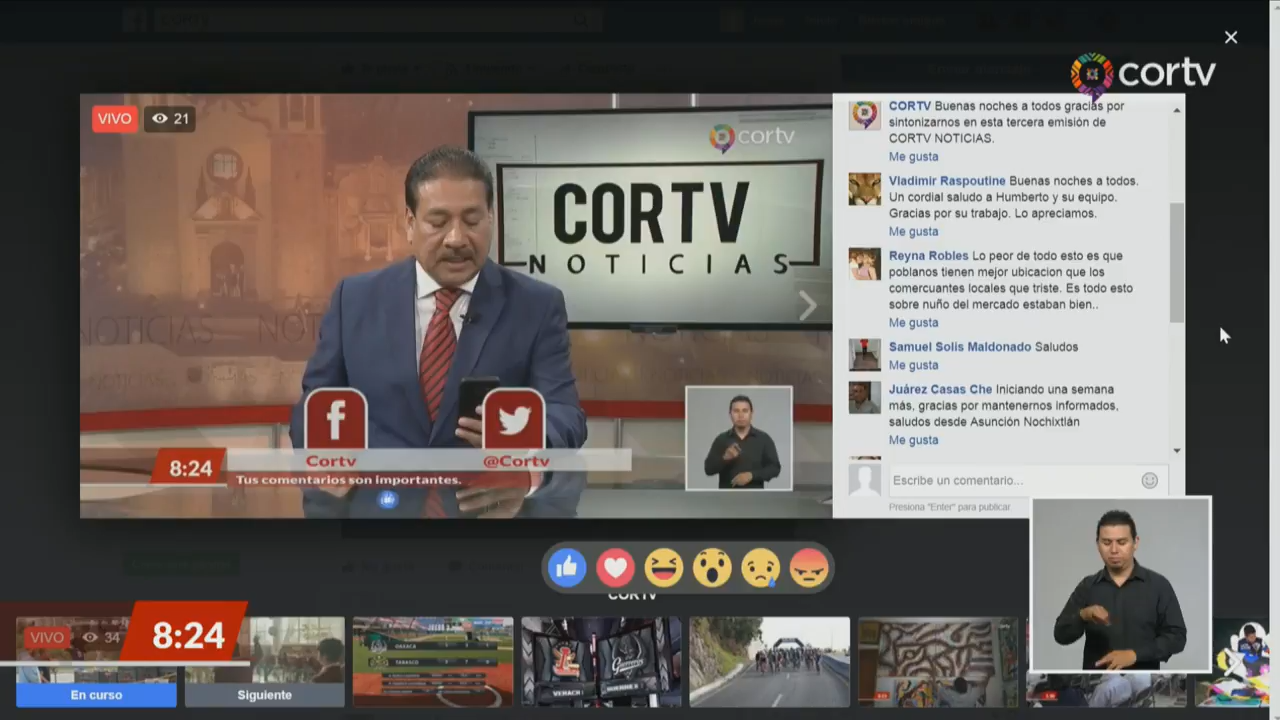 cortv
VIVO
21
cortv
CORTV
NOTICIAS
CORTV Buenas noches a todos gracias por
sintonizarnos en esta tercera emisión de
CORTV NOTICIAS.
Me gusta
Vladimir Raspoutine Buenas noches a todos.
Un cordial saludo a Humberto y su equipo.
Gracias por su trabajo. Lo apreciamos.
Me gusta
Reyna Robles Lo peor de todo esto es que
poblanos tienen mejor ubicacion que los
comercuantes locales que triste. Es todo esto
sobre nuño del mercado estaban bien..
Me gusta
Samuel Solis Maldonado Saludos
Me gusta
Juárez Casas Che Iniciando una semana
más, gracias por mantenernos informados,
saludos desde Asunción Nochixtlán
Me gusta
Escribe un comentario...
Presiona "Enter" para publicar
NOTICIAS
8:24
Cortv
@Cortv
Tus comentarios son importantes.
CORTV
VIVO
34
8:24
En curso
Siguiente
OAXACA
TABASCO